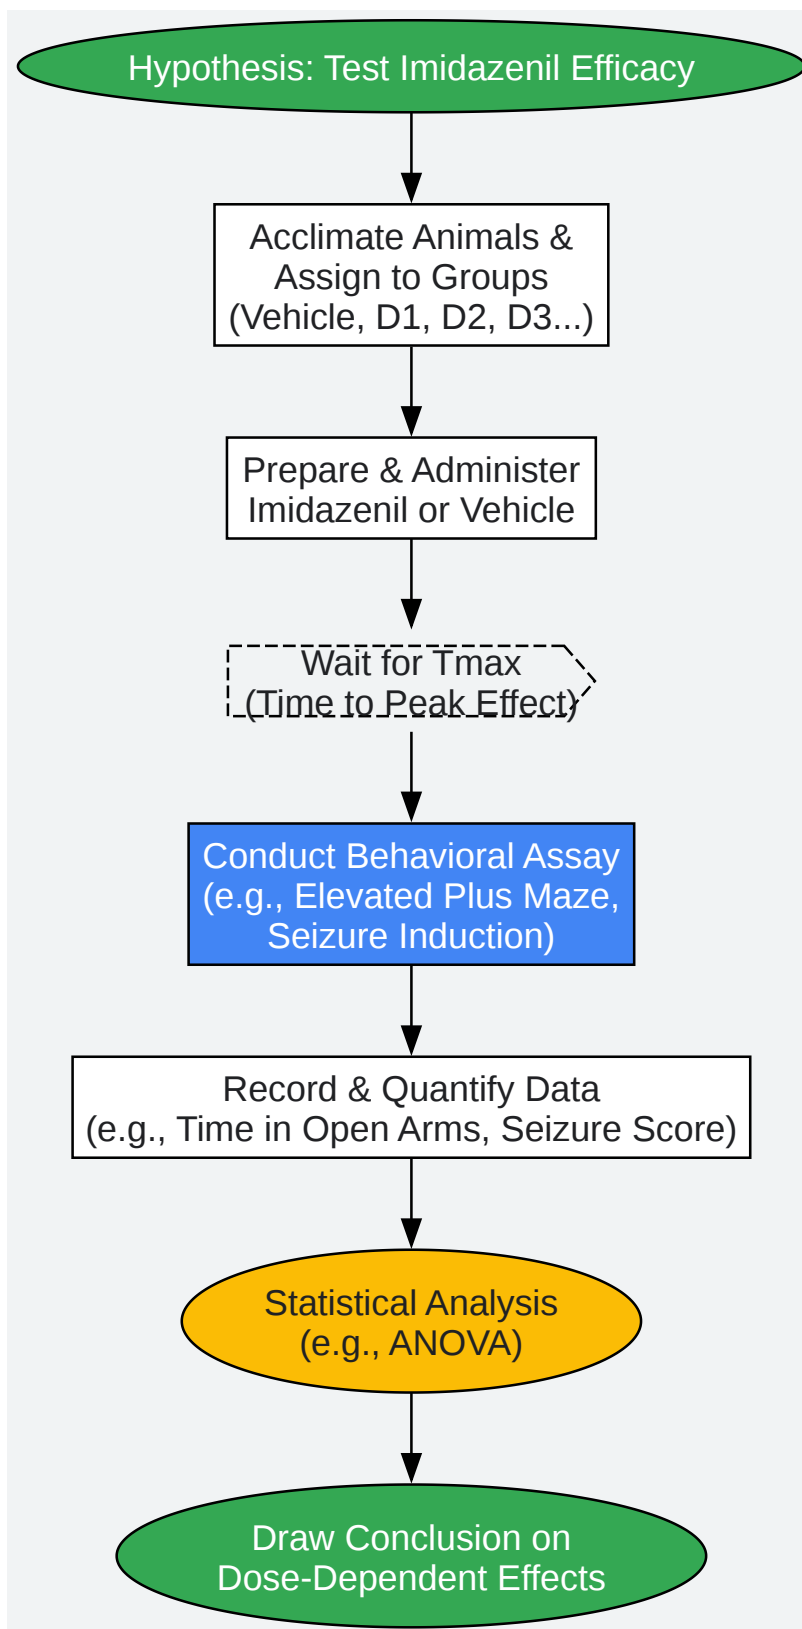 Hypothesis: Test Imidazenil Efficacy
Acclimate Animals &
Assign to Groups
(Vehicle, D1, D2, D3...)
Prepare & Administer
Imidazenil or Vehicle
Wait for Tmax
(Time to Peak Effect)
Conduct Behavioral Assay
(e.g., Elevated Plus Maze,
Seizure Induction)
Record & Quantify Data
(e.g., Time in Open Arms, Seizure Score)
Statistical Analysis
(e.g., ANOVA)
Draw Conclusion on
Dose-Dependent Effects